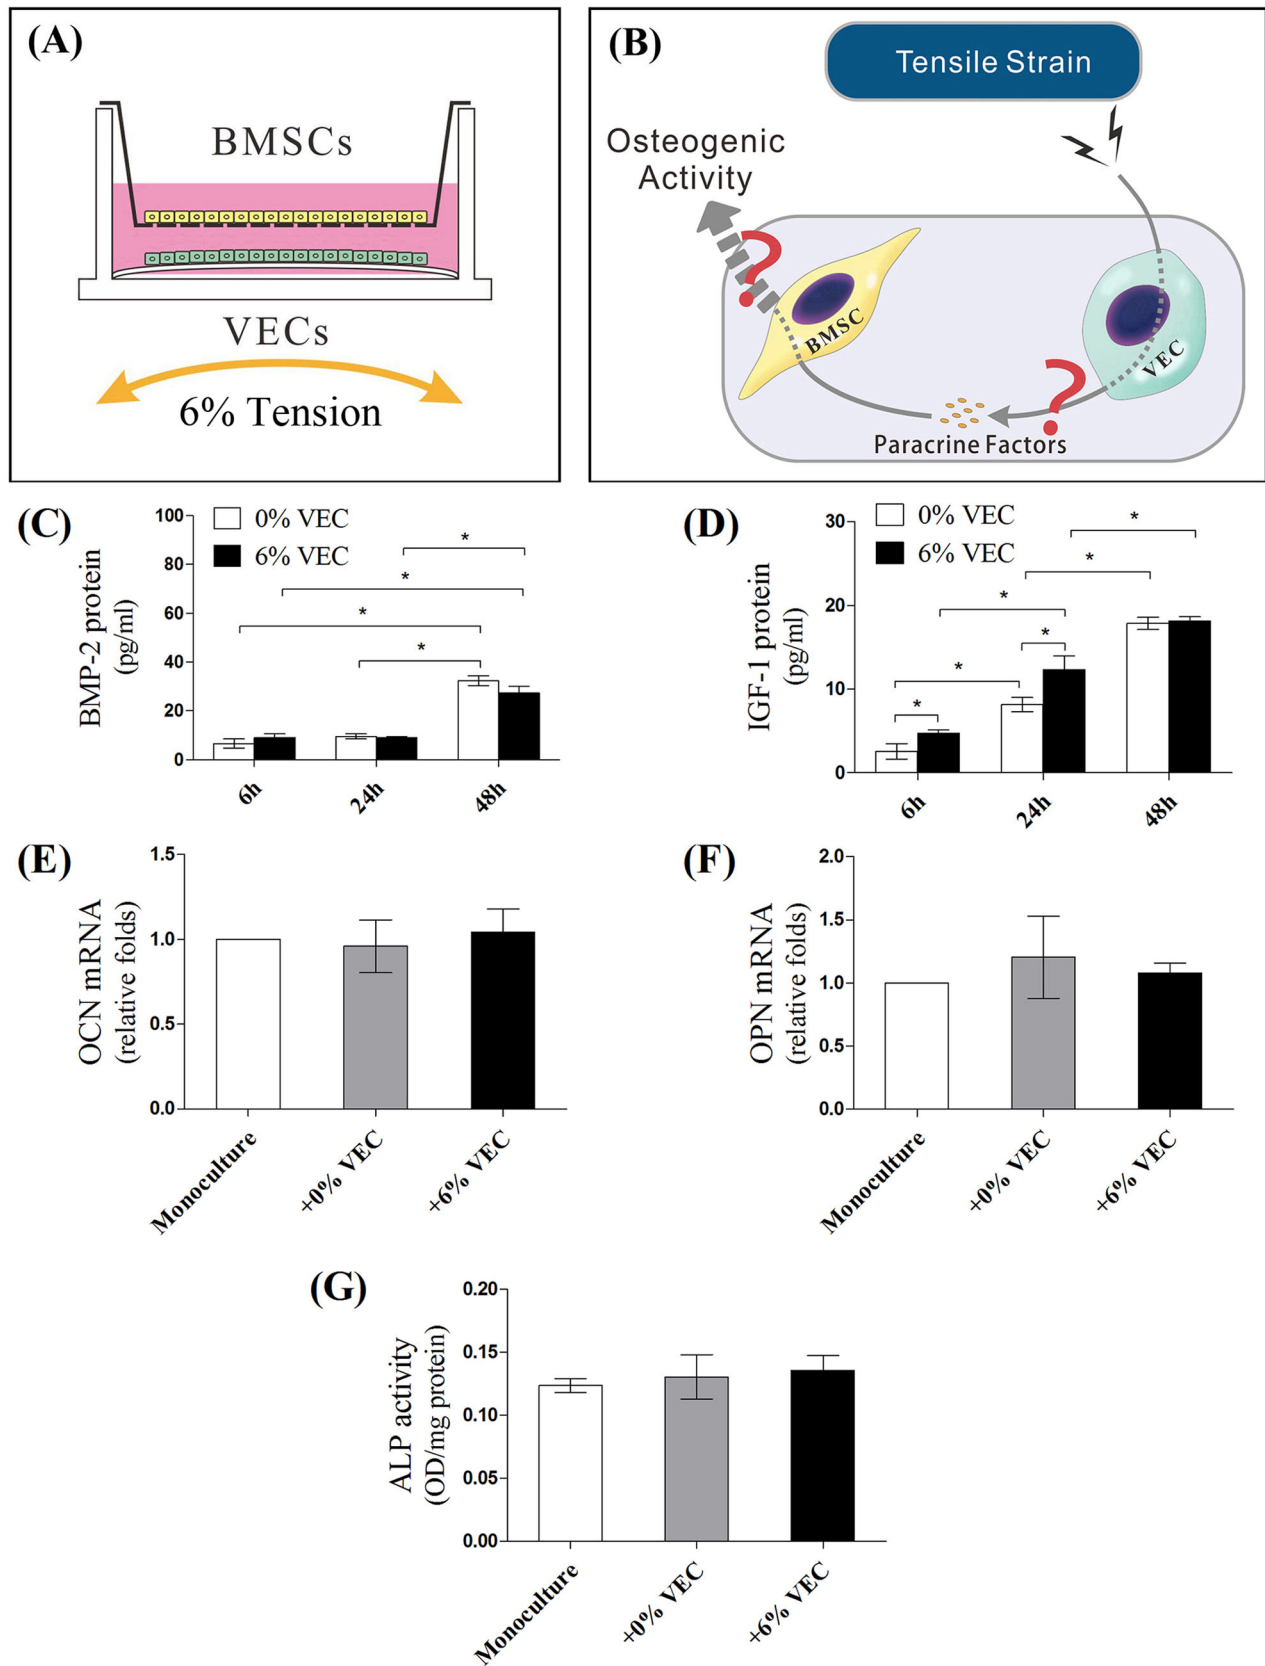 (A)
BMSCs
VECs
6% Tension
(B)
Tensile Strain
Osteogenic
Activity
?
BMSC
VEC
?
Paracrine Factors
(C)
BMP-2 protein
(pg/ml)
100
80
60
40
20
0
0% VEC
6% VEC
*
*
*
*
6h
24h
48h
(D)
IGF-1 protein
(pg/ml)
30
20
10
0
0% VEC
6% VEC
*
*
*
*
*
*
6h
24h
48h
(E)
OCN mRNA
(relative folds)
1.5
1.0
0.5
0.0
Monoculture
+0% VEC
+6% VEC
(F)
OPN mRNA
(relative folds)
2.0
1.5
1.0
0.5
0.0
Monoculture
+0% VEC
+6% VEC
(G)
ALP activity
(OD/mg protein)
0.20
0.15
0.10
0.05
0.00
Monoculture
+0% VEC
+6% VEC